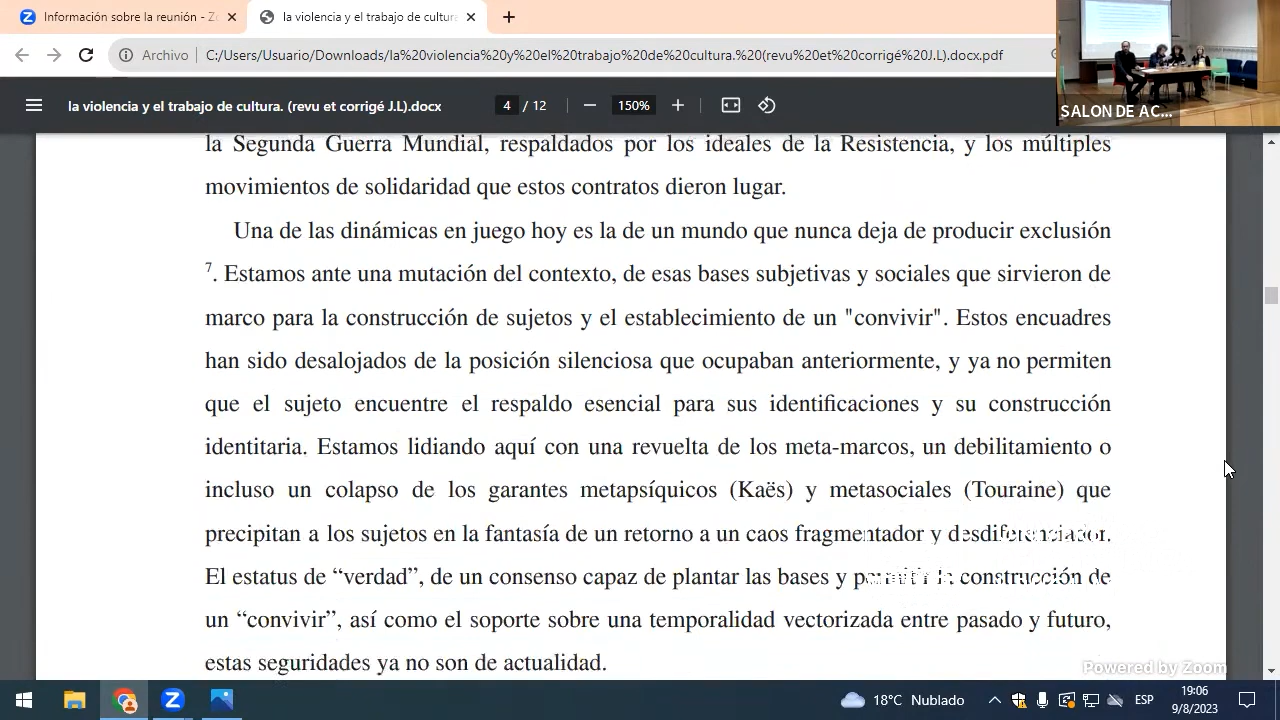 Información sobre la reunión - Zo
la violencia y el trabajo de cultura
Archivo
C:/Users/Usuario/Downloads/la%20violencia%20y%20el%20trabajo%20de%20cultura.%20(revu%20et%20corrigé%20J.L).docx.pdf
SALON DE AC...
la violencia y el trabajo de cultura. (revu et corrigé J.L).docx
4 / 12
150%
la Segunda Guerra Mundial, respaldados por los ideales de la Resistencia, y los múltiples
movimientos de solidaridad que estos contratos dieron lugar.
Una de las dinámicas en juego hoy es la de un mundo que nunca deja de producir exclusión
7. Estamos ante una mutación del contexto, de esas bases subjetivas y sociales que sirvieron de
marco para la construcción de sujetos y el establecimiento de un "convivir". Estos encuadres
han sido desalojados de la posición silenciosa que ocupaban anteriormente, y ya no permiten
que el sujeto encuentre el respaldo esencial para sus identificaciones y su construcción
identitaria. Estamos lidiando aquí con una revuelta de los meta-marcos, un debilitamiento o
incluso un colapso de los garantes metapsíquicos (Kaës) y metasociales (Touraine) que
precipitan a los sujetos en la fantasía de un retorno a un caos fragmentador y
El estatus de “verdad”, de un consenso capaz de plantar las bases y construcción de
un “convivir”, así como el soporte sobre una temporalidad vectorizada entre pasado y futuro,
estas seguridades ya no son de actualidad.
Powered by Zoom
18°C Nublado
ESP
19:06
9/8/2023